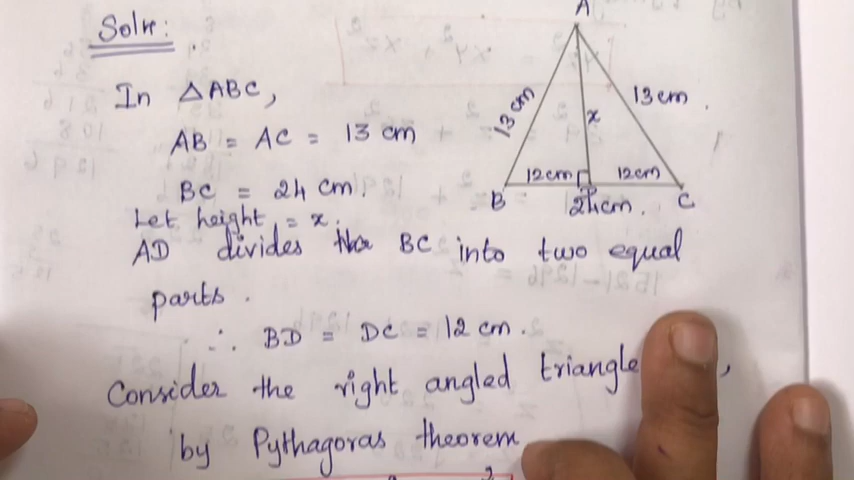 Soln:
In △ABC,
AB = AC = 13 cm
BC = 24 cm.
Let height = x.
AD divides the BC into two equal
parts.
∴ BD = DC = 12 cm.
Consider the right angled triangle ,
by Pythagoras theorem
A
13 cm
13 cm
x
12cm
12cm
B
24cm.
C